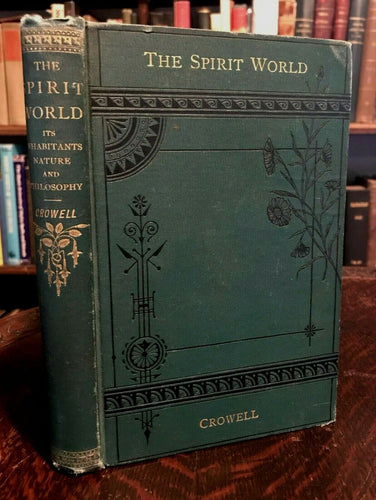 THE
SPIRIT
WORLD
ITS
INHABITANTS
NATURE
AND
PHILOSOPHY
CROWELL
THE SPIRIT WORLD
CROWELL